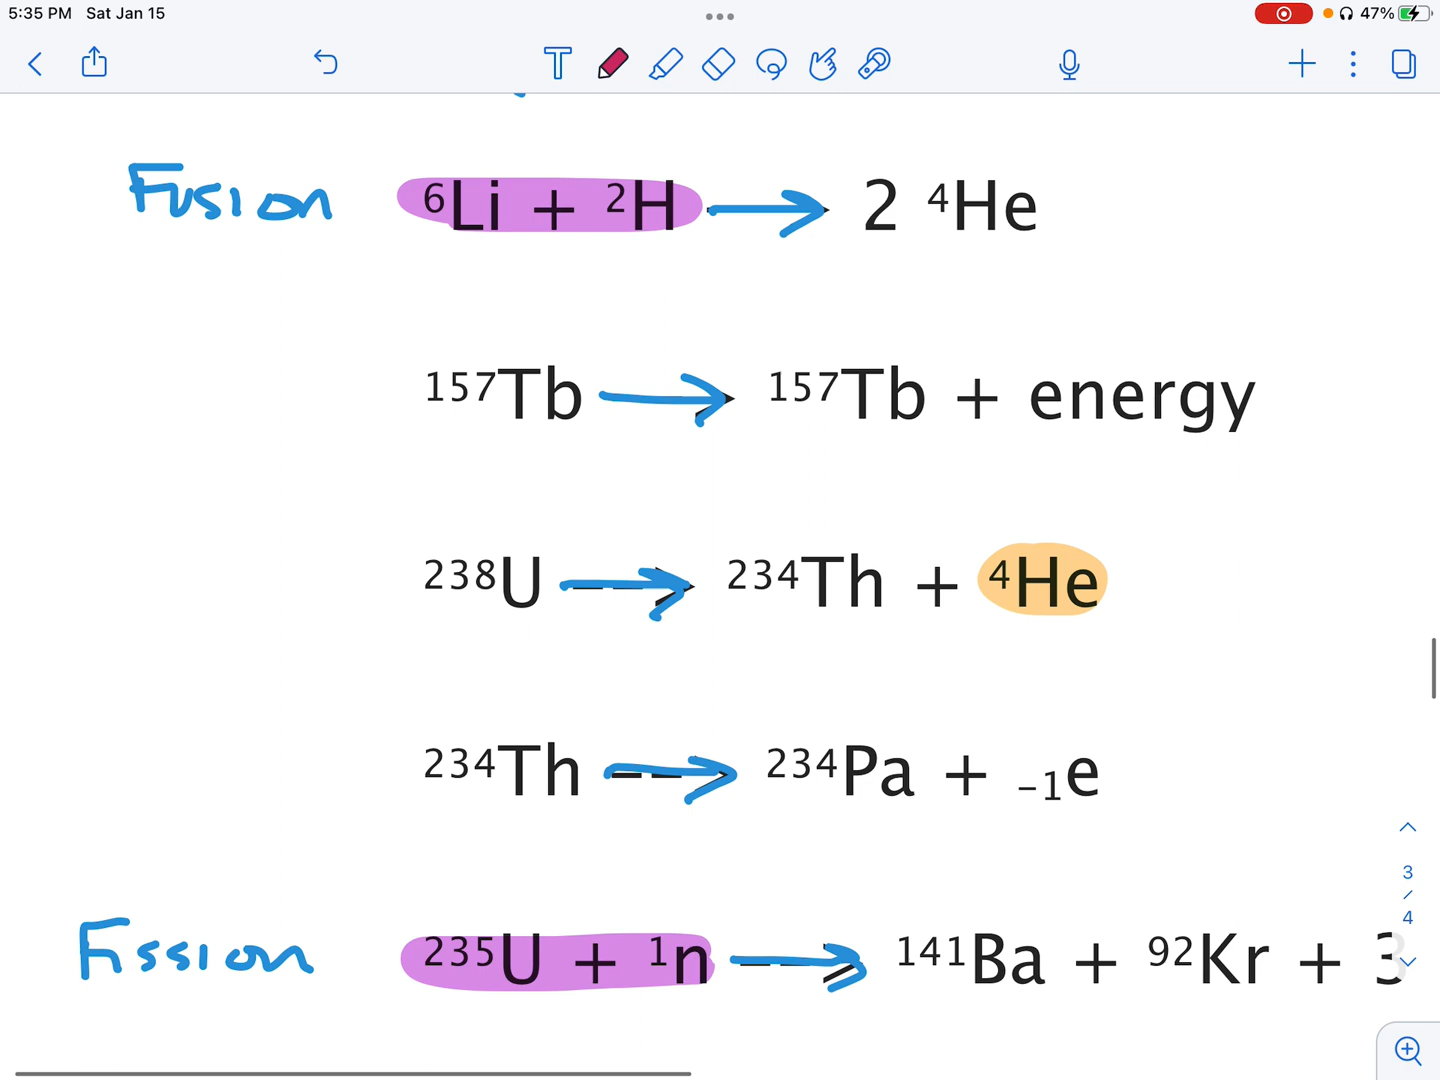 5:35 PM Sat Jan 15 47%
T
Fusion ⁶Li + ²H → 2 ⁴He
¹⁵⁷Tb → ¹⁵⁷Tb + energy
²³⁸U → ²³⁴Th + ⁴He
²³⁴Th → ²³⁴Pa + ₋₁e
3
/
4
Fission ²³⁵U + ¹n → ¹⁴¹Ba + ⁹²Kr + 3